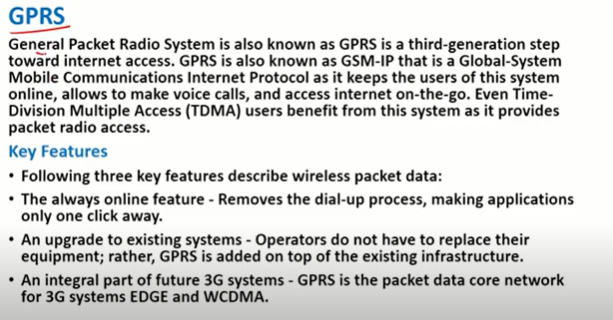 GPRS
General Packet Radio System is also known as GPRS is a third-generation step
toward internet access. GPRS is also known as GSM-IP that is a Global-System
Mobile Communications Internet Protocol as it keeps the users of this system
online, allows to make voice calls, and access internet on-the-go. Even Time-
Division Multiple Access (TDMA) users benefit from this system as it provides
packet radio access.
Key Features
• Following three key features describe wireless packet data:
• The always online feature - Removes the dial-up process, making applications
only one click away.
• An upgrade to existing systems - Operators do not have to replace their
equipment; rather, GPRS is added on top of the existing infrastructure.
• An integral part of future 3G systems - GPRS is the packet data core network
for 3G systems EDGE and WCDMA.